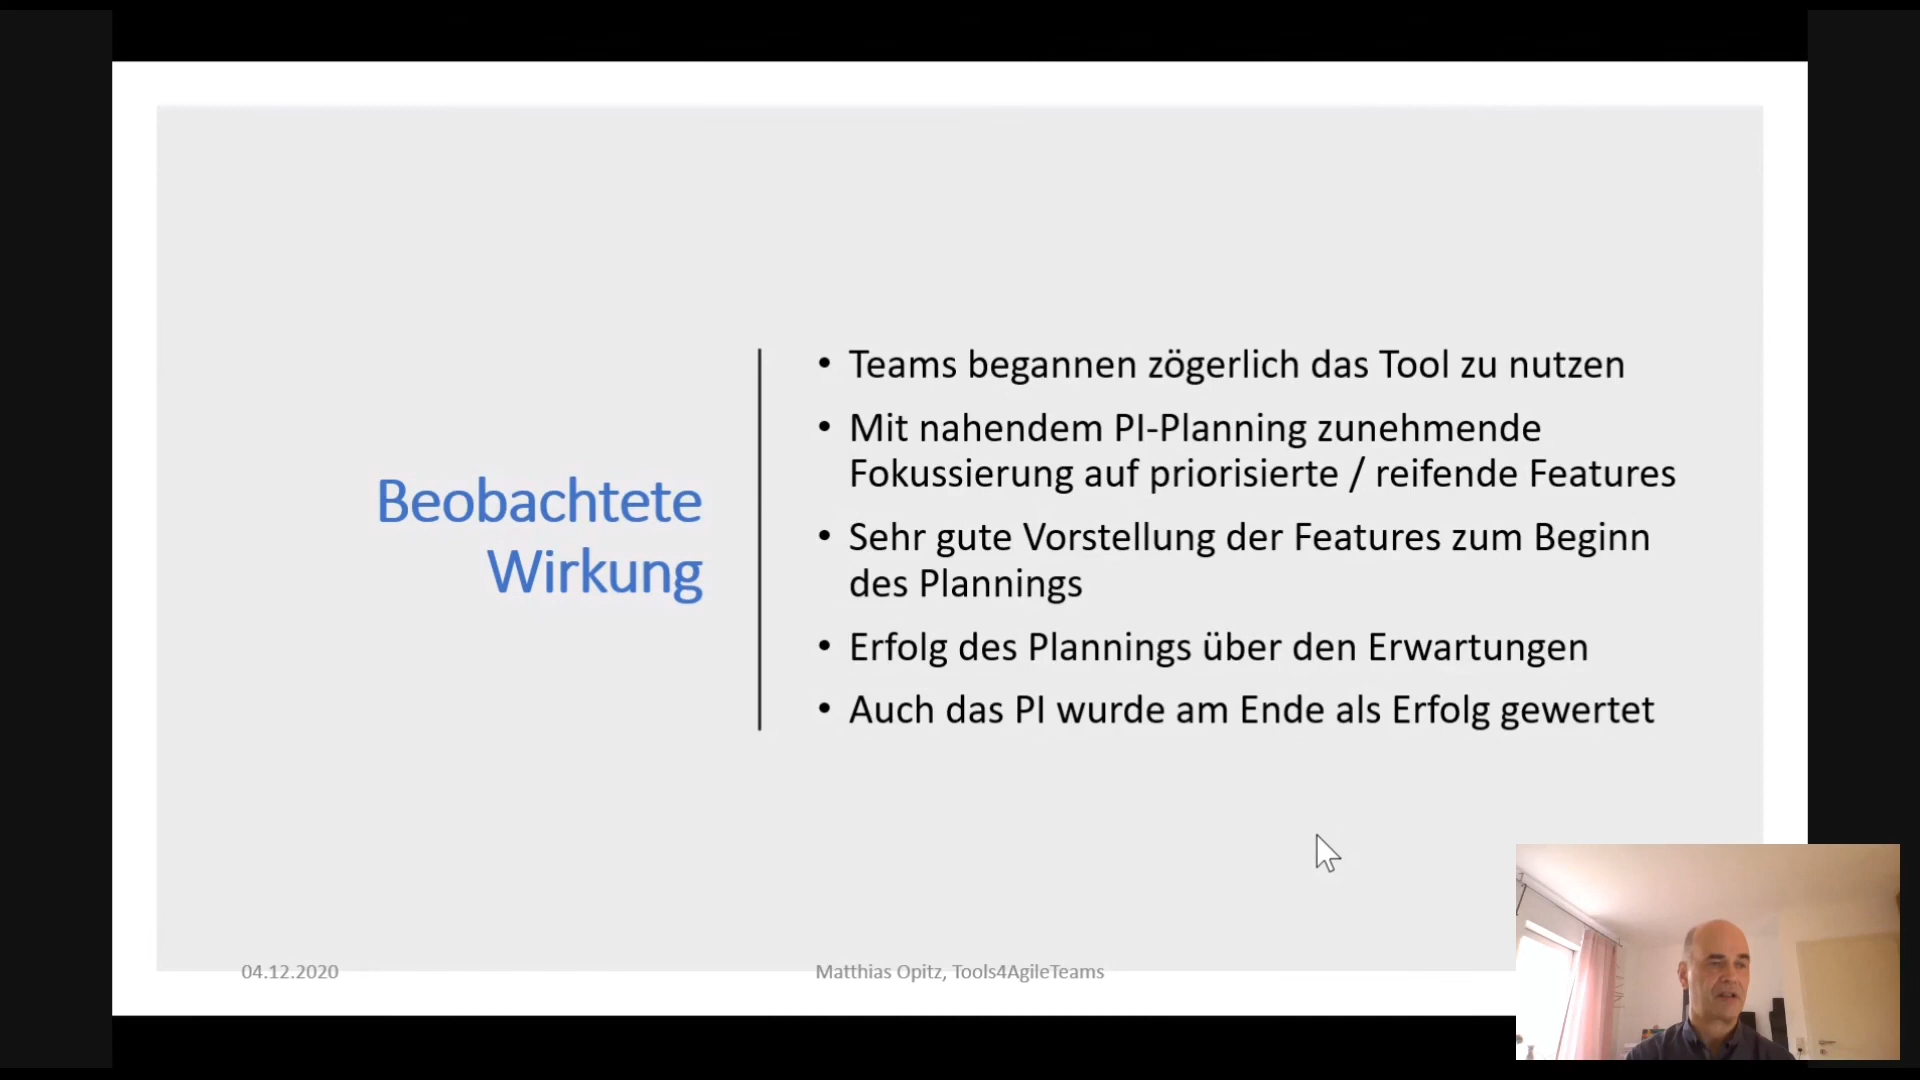 Beobachtete
Wirkung
• Teams begannen zögerlich das Tool zu nutzen
• Mit nahendem PI-Planning zunehmende
Fokussierung auf priorisierte / reifende Features
• Sehr gute Vorstellung der Features zum Beginn
des Plannings
• Erfolg des Plannings über den Erwartungen
• Auch das PI wurde am Ende als Erfolg gewertet
04.12.2020
Matthias Opitz, Tools4AgileTeams